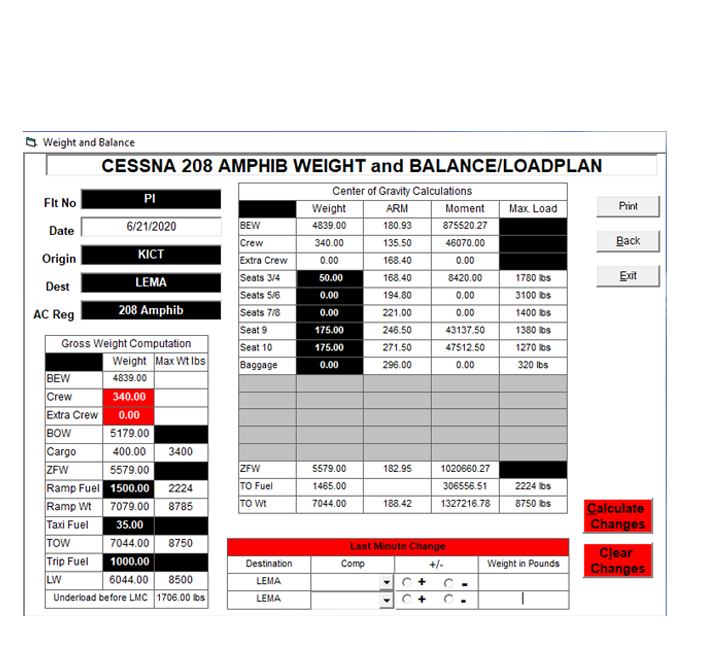 Weight and Balance
CESSNA 208 AMPHIB WEIGHT and BALANCE/LOADPLAN
Flt No PI
Date 6/21/2020
Origin KICT
Dest LEMA
AC Reg 208 Amphib
Gross Weight Computation
Weight Max Wt lbs
BEW 4839.00
Crew 340.00
Extra Crew 0.00
BOW 5179.00
Cargo 400.00 3400
ZFW 5579.00
Ramp Fuel 1500.00 2224
Ramp Wt 7079.00 8785
Taxi Fuel 35.00
TOW 7044.00 8750
Trip Fuel 1000.00
LW 6044.00 8500
Underload before LMC 1706.00 lbs
Center of Gravity Calculations
Weight ARM Moment Max. Load
BEW 4839.00 180.93 875520.27
Crew 340.00 135.50 46070.00
Extra Crew 0.00 168.40 0.00
Seats 3/4 50.00 168.40 8420.00 1780 lbs
Seats 5/6 0.00 194.80 0.00 3100 lbs
Seats 7/8 0.00 221.00 0.00 1400 lbs
Seat 9 175.00 246.50 43137.50 1380 lbs
Seat 10 175.00 271.50 47512.50 1270 lbs
Baggage 0.00 296.00 0.00 320 lbs
ZFW 5579.00 182.95 1020660.27
TO Fuel 1465.00 306556.51 2224 lbs
TO Wt 7044.00 188.42 1327216.78 8750 lbs
Last Minute Change
Destination Comp +/- Weight in Pounds
LEMA + -
LEMA + -
Print
Back
Exit
Calculate
Changes
Clear
Changes